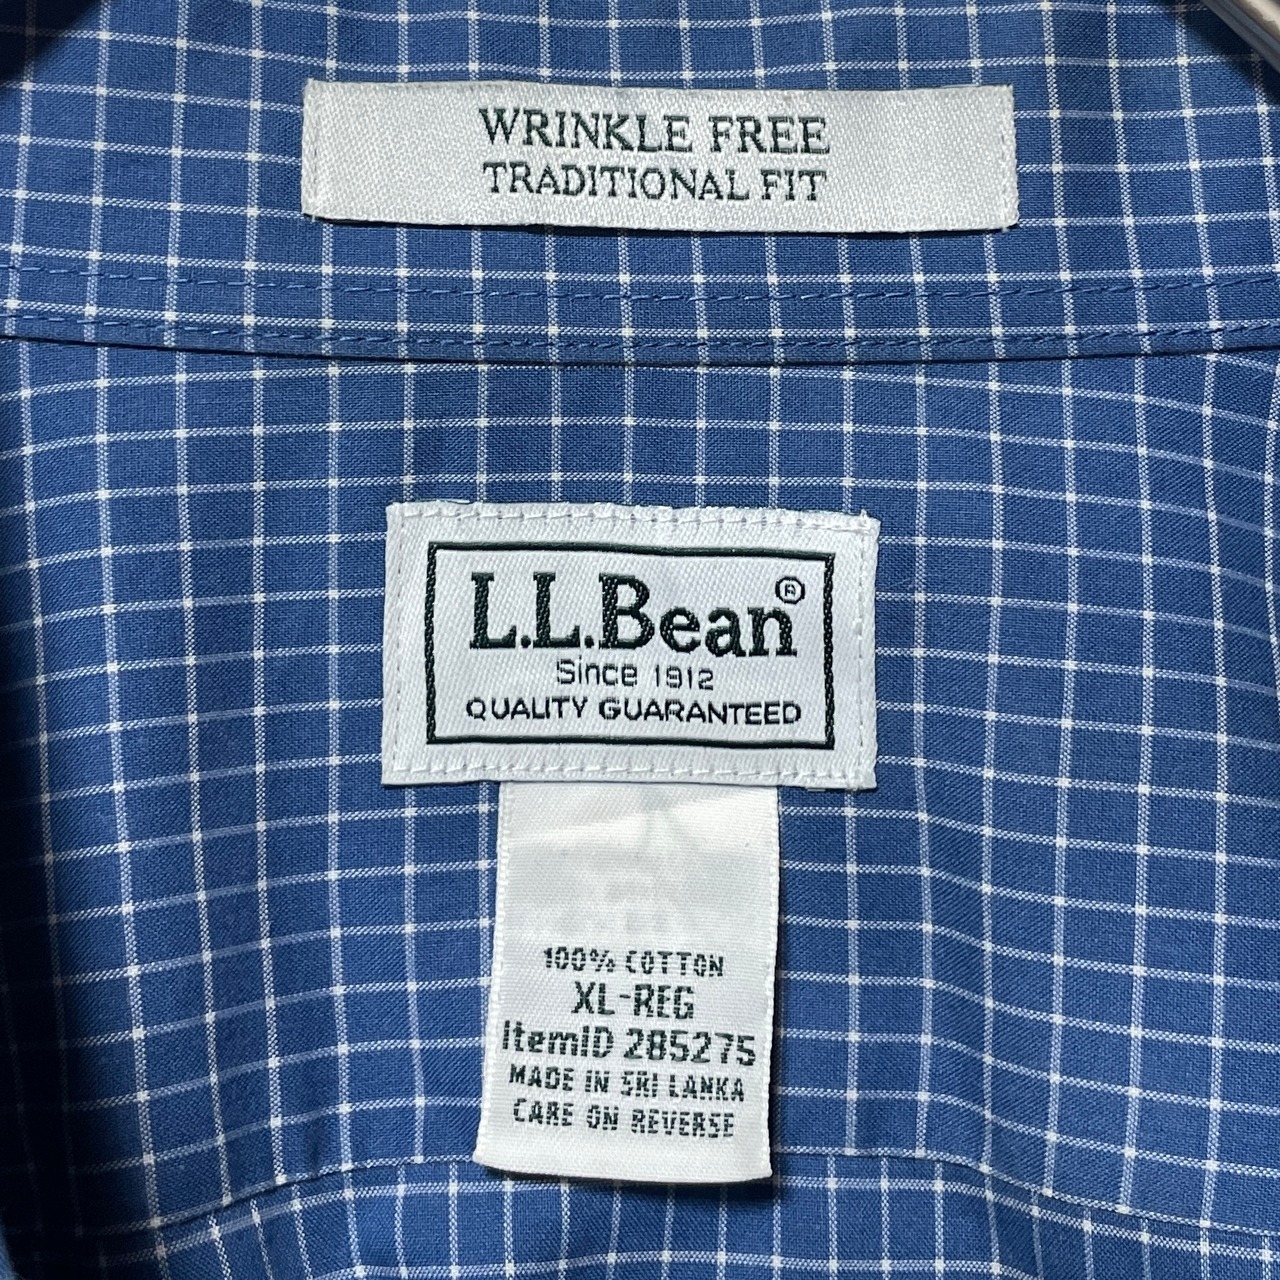 WRINKLE FREE
TRADITIONAL FIT
L.L.Bean®
Since 1912
QUALITY GUARANTEED
100% COTTON
XL-REG
ItemID 285275
MADE IN SRI LANKA
CARE ON REVERSE